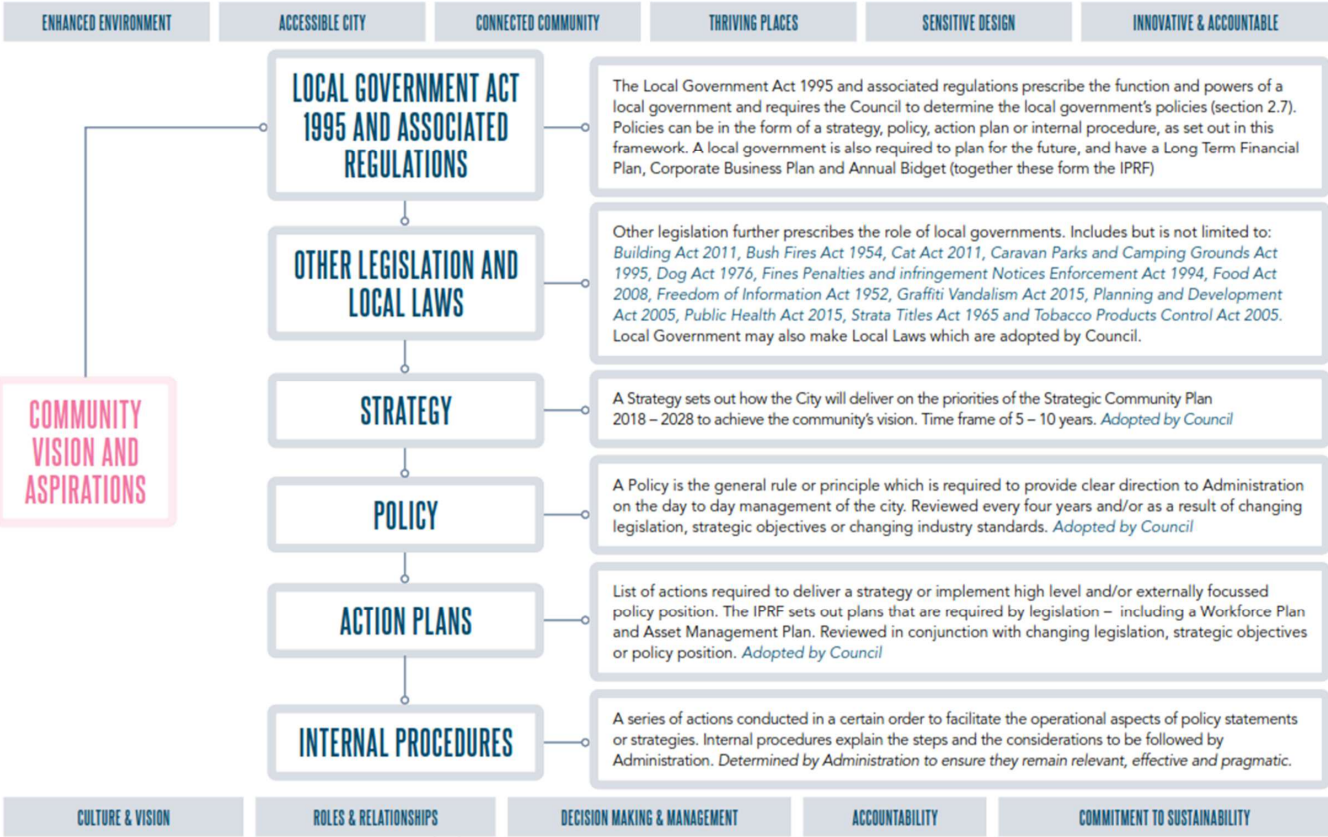 ENHANCED ENVIRONMENT
ACCESSIBLE CITY
CONNECTED COMMUNITY
THRIVING PLACES
SENSITIVE DESIGN
INNOVATIVE & ACCOUNTABLE
LOCAL GOVERNMENT ACT
1995 AND ASSOCIATED
REGULATIONS
The Local Government Act 1995 and associated regulations prescribe the function and powers of a
local government and requires the Council to determine the local government's policies (section 2.7).
Policies can be in the form of a strategy, policy, action plan or internal procedure, as set out in this
framework. A local government is also required to plan for the future, and have a Long Term Financial
Plan, Corporate Business Plan and Annual Budget (together these form the IPRF)
OTHER LEGISLATION AND
LOCAL LAWS
Other legislation further prescribes the role of local governments. Includes but is not limited to:
Building Act 2011, Bush Fires Act 1954, Cat Act 2011, Caravan Parks and Camping Grounds Act
1995, Dog Act 1976, Fines Penalties and infringement Notices Enforcement Act 1994, Food Act
2008, Freedom of Information Act 1952, Graffiti Vandalism Act 2015, Planning and Development
Act 2005, Public Health Act 2015, Strata Titles Act 1965 and Tobacco Products Control Act 2005.
Local Government may also make Local Laws which are adopted by Council.
COMMUNITY
VISION AND
ASPIRATIONS
STRATEGY
A Strategy sets out how the City will deliver on the priorities of the Strategic Community Plan
2018 – 2028 to achieve the community's vision. Time frame of 5 – 10 years. Adopted by Council
POLICY
A Policy is the general rule or principle which is required to provide clear direction to Administration
on the day to day management of the city. Reviewed every four years and/or as a result of changing
legislation, strategic objectives or changing industry standards. Adopted by Council
ACTION PLANS
List of actions required to deliver a strategy or implement high level and/or externally focussed
policy position. The IPRF sets out plans that are required by legislation – including a Workforce Plan
and Asset Management Plan. Reviewed in conjunction with changing legislation, strategic objectives
or policy position. Adopted by Council
INTERNAL PROCEDURES
A series of actions conducted in a certain order to facilitate the operational aspects of policy statements
or strategies. Internal procedures explain the steps and the considerations to be followed by
Administration. Determined by Administration to ensure they remain relevant, effective and pragmatic.
CULTURE & VISION
ROLES & RELATIONSHIPS
DECISION MAKING & MANAGEMENT
ACCOUNTABILITY
COMMITMENT TO SUSTAINABILITY